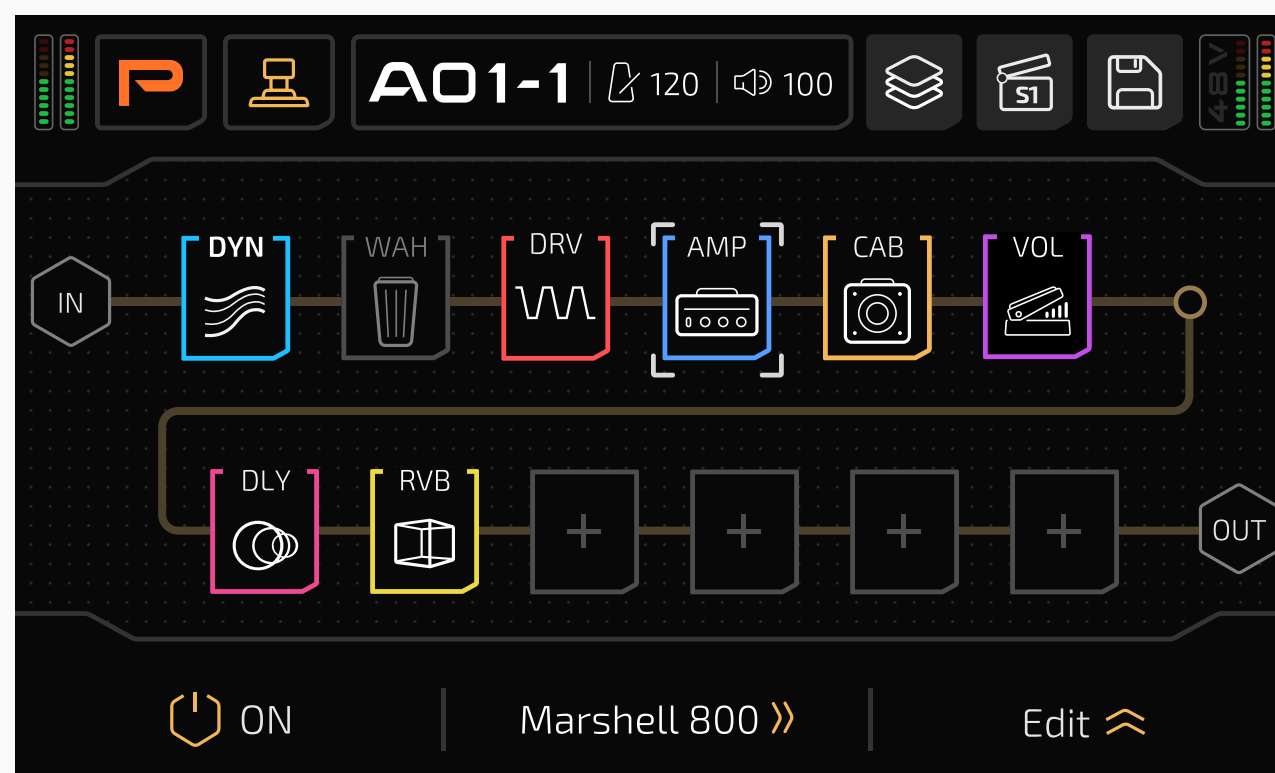 P A01-1 120 100 S1 48V
DYN WAH DRV AMP CAB VOL
IN
DLY RVB
OUT
ON Marshell 800 Edit